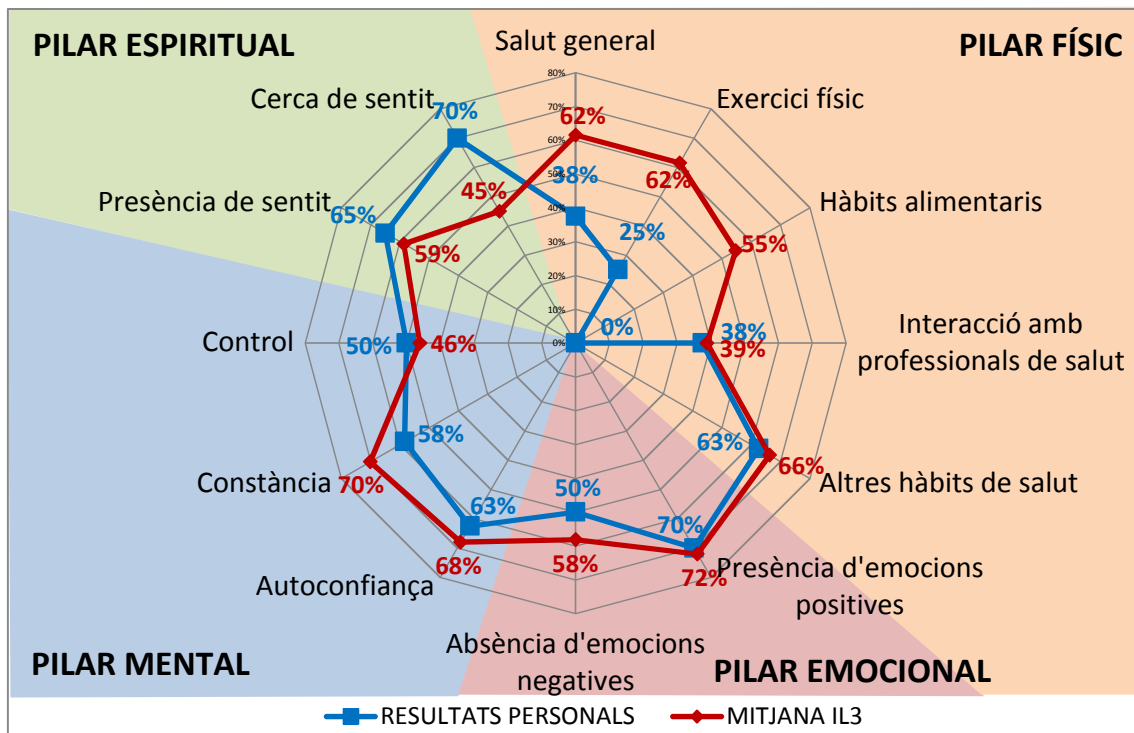 PILAR ESPIRITUAL
Salut general
PILAR FÍSIC
Cerca de sentit
80%
Exercici físic
70%
70%
62%
60%
38%
50%
62%
Hàbits alimentaris
45%
40%
25%
Presència de sentit
65%
59%
30%
55%
20%
10%
0%
0%
Control
50%
46%
38%
39%
Interacció amb
professionals de salut
58%
63%
66%
Constància
70%
Altres hàbits de salut
50%
63%
70%
68%
58%
72%
Autoconfiança
Presència d'emocions
positives
Absència d'emocions
negatives
PILAR MENTAL
PILAR EMOCIONAL
RESULTATS PERSONALS
MITJANA IL3